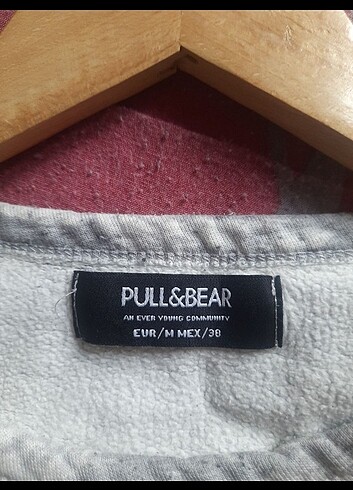 PULL&BEAR
AN EVER YOUNG COMMUNITY
EUR/M MEX/38